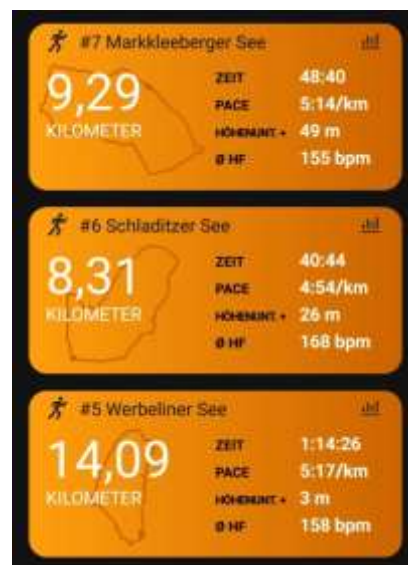 #7 Markkleeberger See
9,29
KILOMETER
ZEIT 48:40
PACE 5:14/km
HÖHENUNT. + 49 m
Ø HF 155 bpm
#6 Schladitzer See
8,31
KILOMETER
ZEIT 40:44
PACE 4:54/km
HÖHENUNT. + 26 m
Ø HF 168 bpm
#5 Werbeliner See
14,09
KILOMETER
ZEIT 1:14:26
PACE 5:17/km
HÖHENUNT. + 3 m
Ø HF 158 bpm